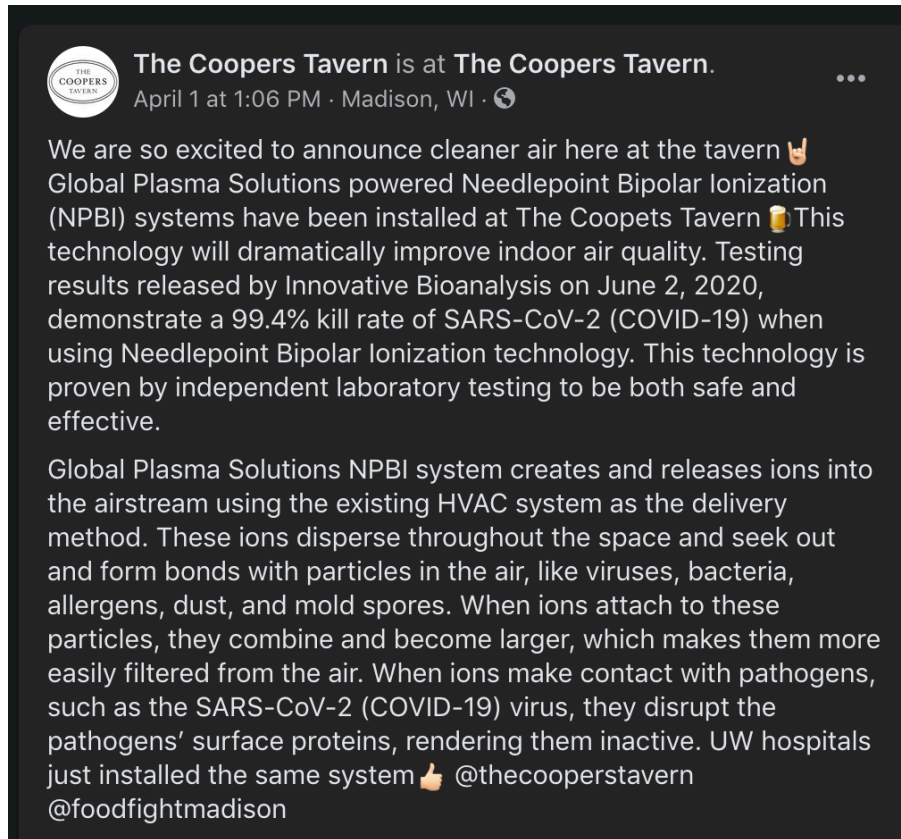 THE
COOPERS
TAVERN
The Coopers Tavern is at The Coopers Tavern.
April 1 at 1:06 PM · Madison, WI ·
We are so excited to announce cleaner air here at the tavern🤘🏻
Global Plasma Solutions powered Needlepoint Bipolar Ionization
(NPBI) systems have been installed at The Coopets Tavern 🍺This
technology will dramatically improve indoor air quality. Testing
results released by Innovative Bioanalysis on June 2, 2020,
demonstrate a 99.4% kill rate of SARS-CoV-2 (COVID-19) when
using Needlepoint Bipolar Ionization technology. This technology is
proven by independent laboratory testing to be both safe and
effective.
Global Plasma Solutions NPBI system creates and releases ions into
the airstream using the existing HVAC system as the delivery
method. These ions disperse throughout the space and seek out
and form bonds with particles in the air, like viruses, bacteria,
allergens, dust, and mold spores. When ions attach to these
particles, they combine and become larger, which makes them more
easily filtered from the air. When ions make contact with pathogens,
such as the SARS-CoV-2 (COVID-19) virus, they disrupt the
pathogens’ surface proteins, rendering them inactive. UW hospitals
just installed the same system👍🏻 @thecooperstavern
@foodfightmadison